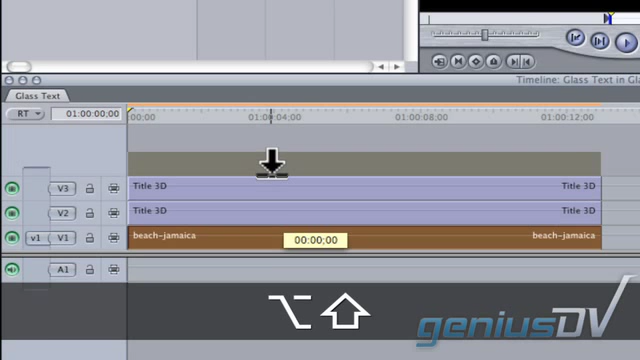 Timeline: Glass Text in Gl
Glass Text
RT
01:00:00;00
:00;00
01:00:04;00
01:00:08;00
01:00:12;00
V3
Title 3D
Title 3D
V2
Title 3D
Title 3D
v1
V1
beach-jamaica
beach-jamaica
00:00;00
A1
geniusDV